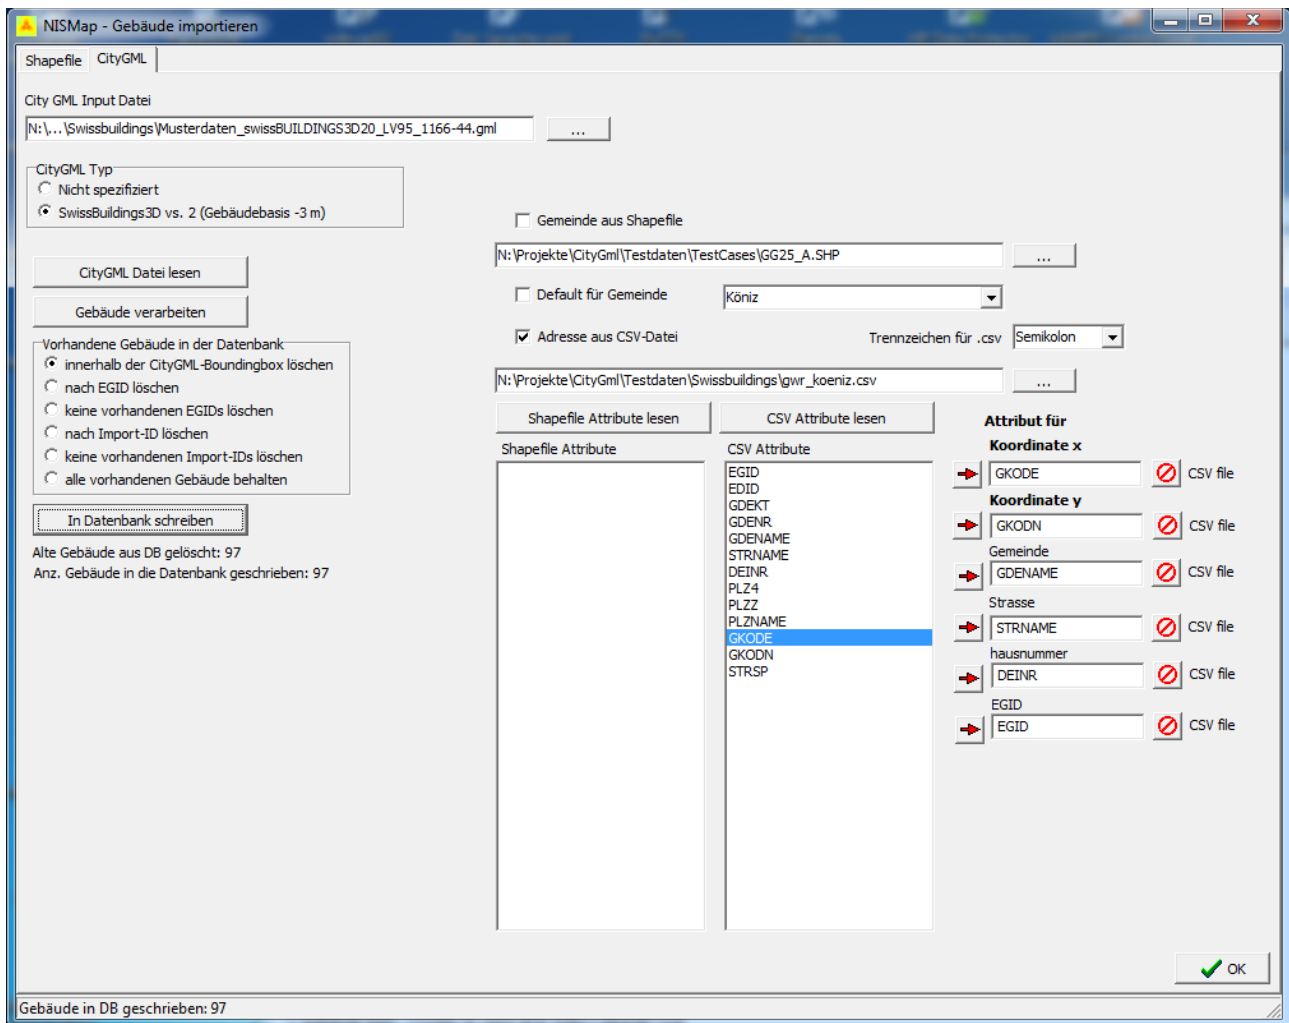 NISMap - Gebäude importieren
Shapefile
CityGML
City GML Input Datei
N:\...\Swissbuildings\Musterdaten_swissBUILDINGS3D20_LV95_1166-44.gml
...
CityGML Typ
Nicht spezifiziert
SwissBuildings3D vs. 2 (Gebäudebasis -3 m)
CityGML Datei lesen
Gebäude verarbeiten
Vorhandene Gebäude in der Datenbank
innerhalb der CityGML-Boundingbox löschen
nach EGID löschen
keine vorhandenen EGIDs löschen
nach Import-ID löschen
keine vorhandenen Import-IDs löschen
alle vorhandenen Gebäude behalten
In Datenbank schreiben
Alte Gebäude aus DB gelöscht: 97
Anz. Gebäude in die Datenbank geschrieben: 97
Gemeinde aus Shapefile
N:\Projekte\CityGml\Testdaten\TestCases\GG25_A.SHP
...
Default für Gemeinde
Köniz
Adresse aus CSV-Datei
Trennzeichen für .csv
Semikolon
N:\Projekte\CityGml\Testdaten\Swissbuildings\gwr_koeniz.csv
...
Shapefile Attribute lesen
CSV Attribute lesen
Shapefile Attribute
CSV Attribute
EGID
EDID
GDEKT
GDENR
GDENAME
STRNAME
DEINR
PLZ4
PLZZ
PLZNAME
GKODE
GKODN
STRSP
Attribut für
Koordinate x
GKODE
CSV file
Koordinate y
GKODN
CSV file
Gemeinde
GDENAME
CSV file
Strasse
STRNAME
CSV file
hausnummer
DEINR
CSV file
EGID
EGID
CSV file
OK
Gebäude in DB geschrieben: 97